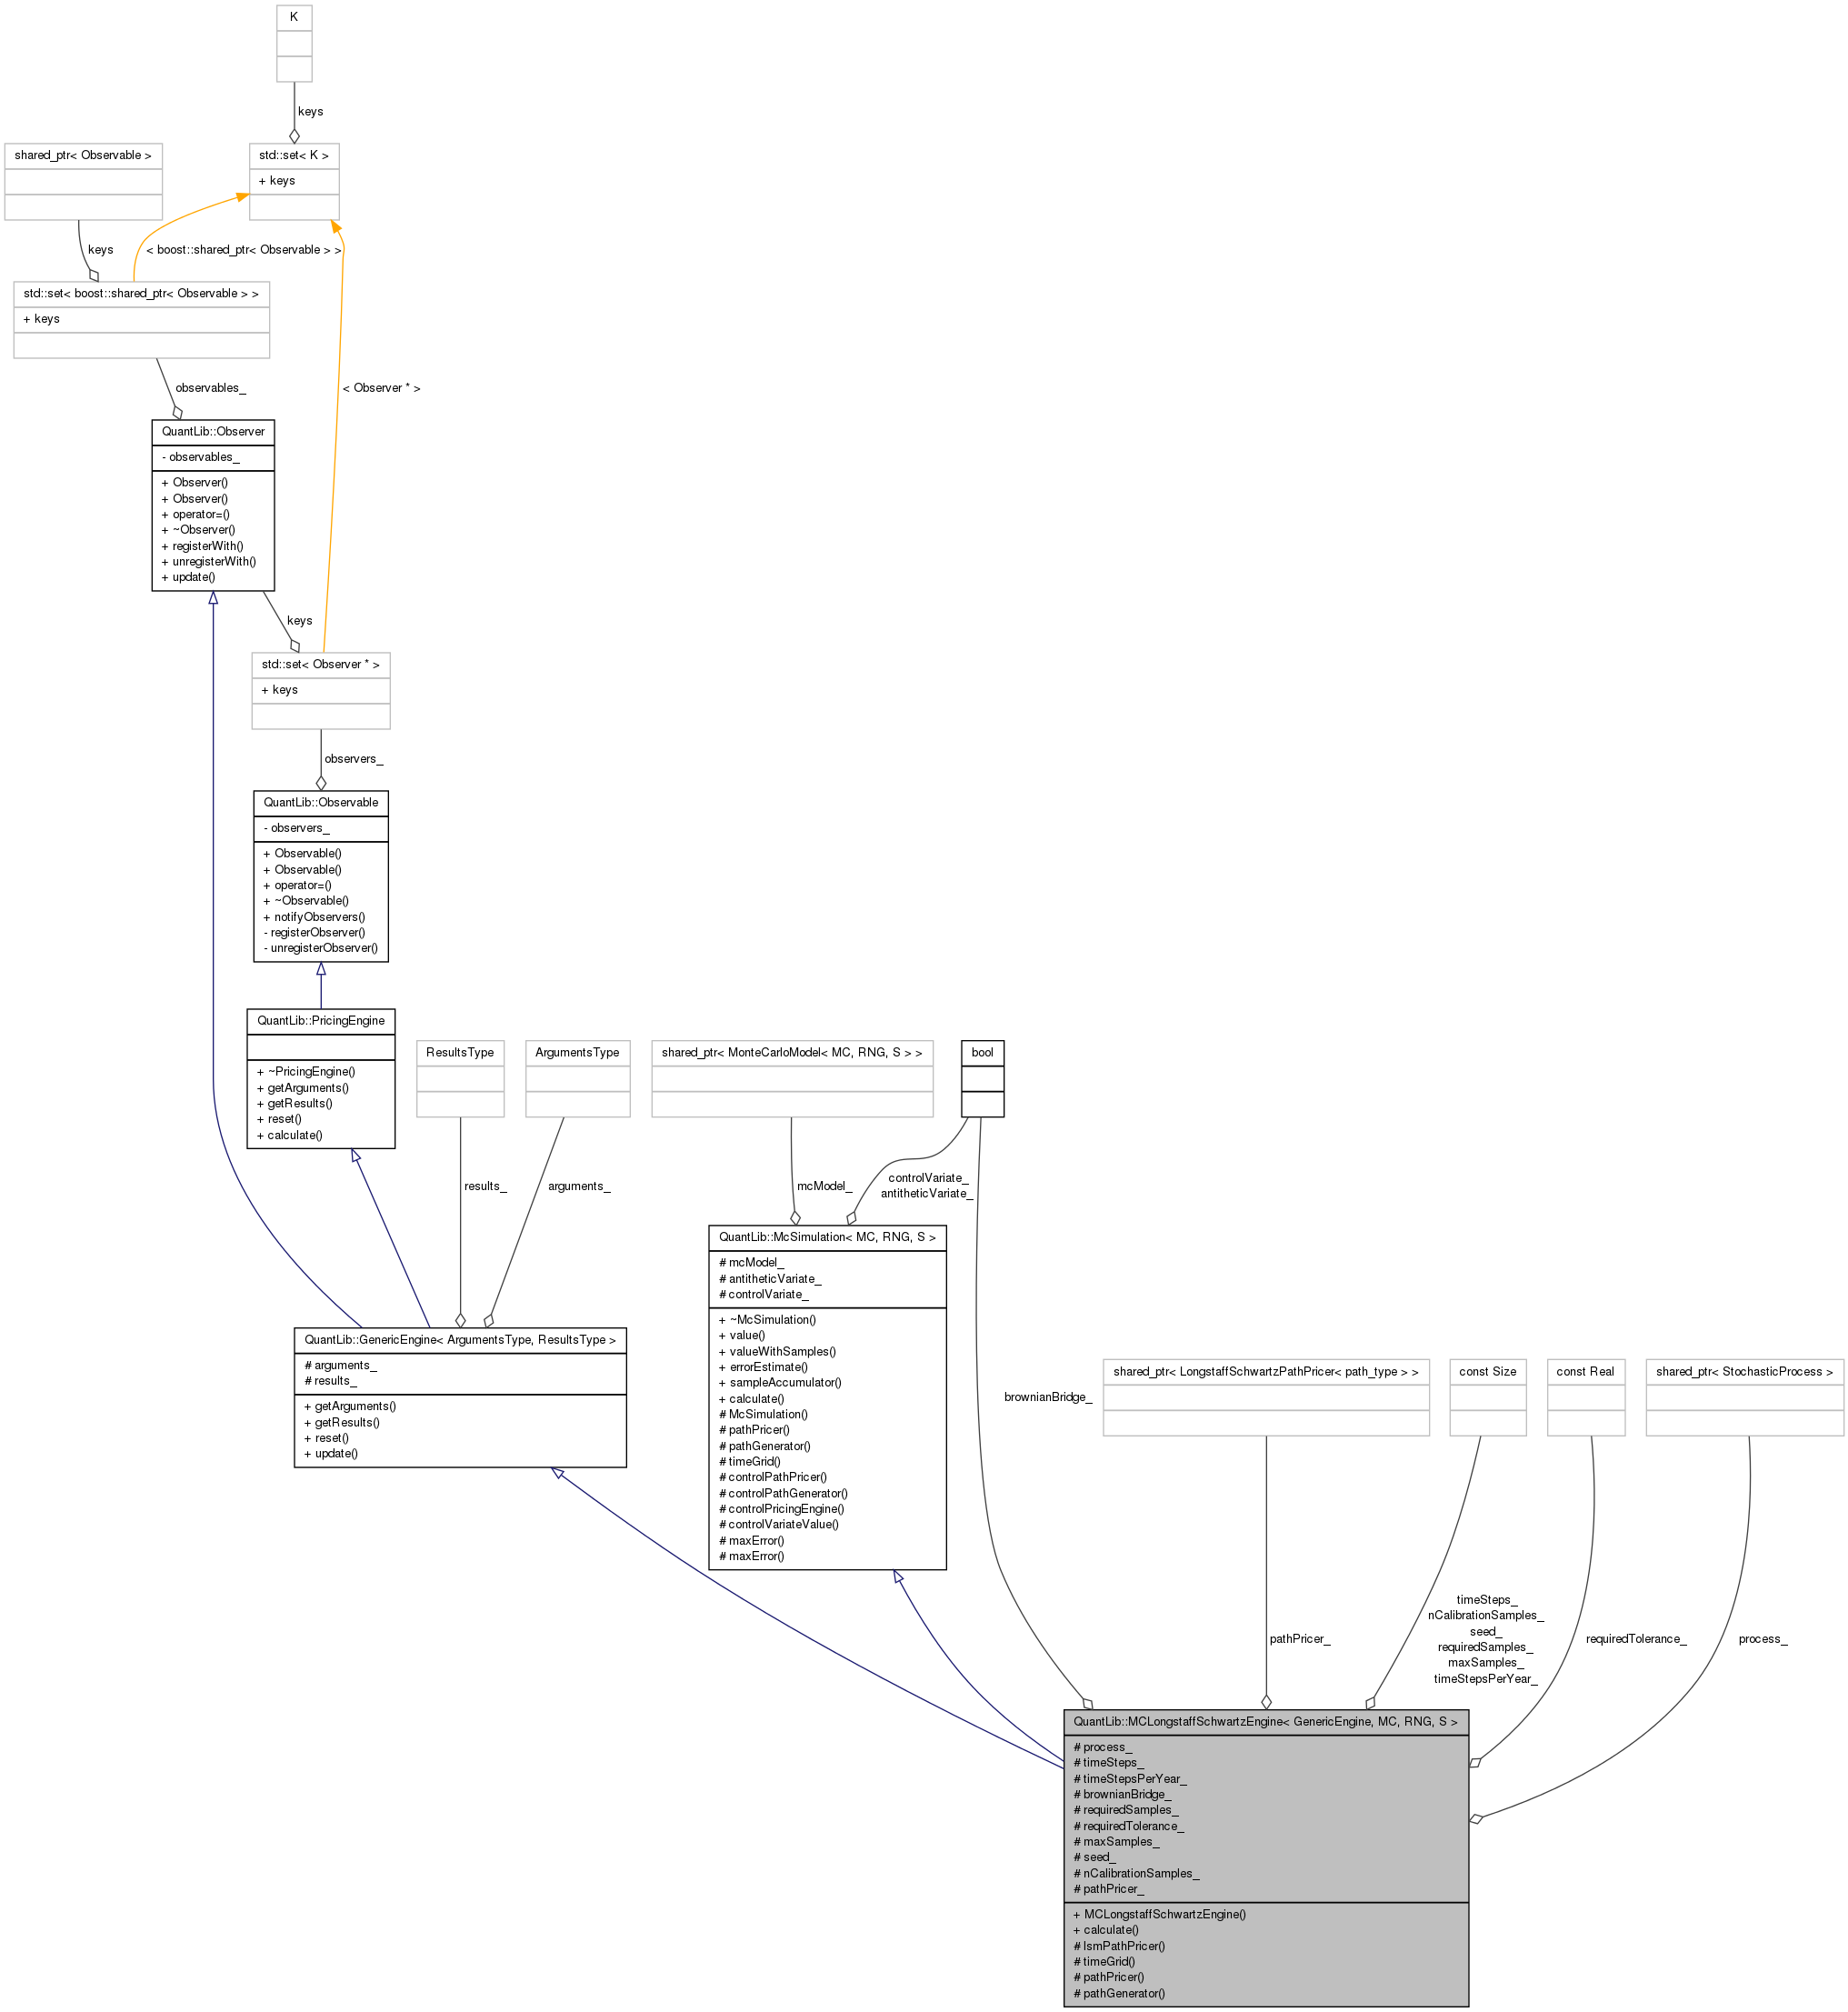 K
keys
shared_ptr< Observable >
std::set< K >
+ keys
keys
< boost::shared_ptr< Observable > >
std::set< boost::shared_ptr< Observable > >
+ keys
observables_
< Observer * >
QuantLib::Observer
- observables_
+ Observer()
+ Observer()
+ operator=()
+ ~Observer()
+ registerWith()
+ unregisterWith()
+ update()
keys
std::set< Observer * >
+ keys
observers_
QuantLib::Observable
- observers_
+ Observable()
+ Observable()
+ operator=()
+ ~Observable()
+ notifyObservers()
- registerObserver()
- unregisterObserver()
QuantLib::PricingEngine
+ ~PricingEngine()
+ getArguments()
+ getResults()
+ reset()
+ calculate()
ResultsType
ArgumentsType
shared_ptr< MonteCarloModel< MC, RNG, S > >
bool
results_
arguments_
mcModel_
controlVariate_
antitheticVariate_
QuantLib::McSimulation< MC, RNG, S >
# mcModel_
# antitheticVariate_
# controlVariate_
+ ~McSimulation()
+ value()
+ valueWithSamples()
+ errorEstimate()
+ sampleAccumulator()
+ calculate()
# McSimulation()
# pathPricer()
# pathGenerator()
# timeGrid()
# controlPathPricer()
# controlPathGenerator()
# controlPricingEngine()
# controlVariateValue()
# maxError()
# maxError()
QuantLib::GenericEngine< ArgumentsType, ResultsType >
# arguments_
# results_
+ getArguments()
+ getResults()
+ reset()
+ update()
brownianBridge_
shared_ptr< LongstaffSchwartzPathPricer< path_type > >
const Size
const Real
shared_ptr< StochasticProcess >
pathPricer_
timeSteps_
nCalibrationSamples_
seed_
requiredSamples_
maxSamples_
timeStepsPerYear_
requiredTolerance_
process_
QuantLib::MCLongstaffSchwartzEngine< GenericEngine, MC, RNG, S >
# process_
# timeSteps_
# timeStepsPerYear_
# brownianBridge_
# requiredSamples_
# requiredTolerance_
# maxSamples_
# seed_
# nCalibrationSamples_
# pathPricer_
+ MCLongstaffSchwartzEngine()
+ calculate()
# lsmPathPricer()
# timeGrid()
# pathPricer()
# pathGenerator()